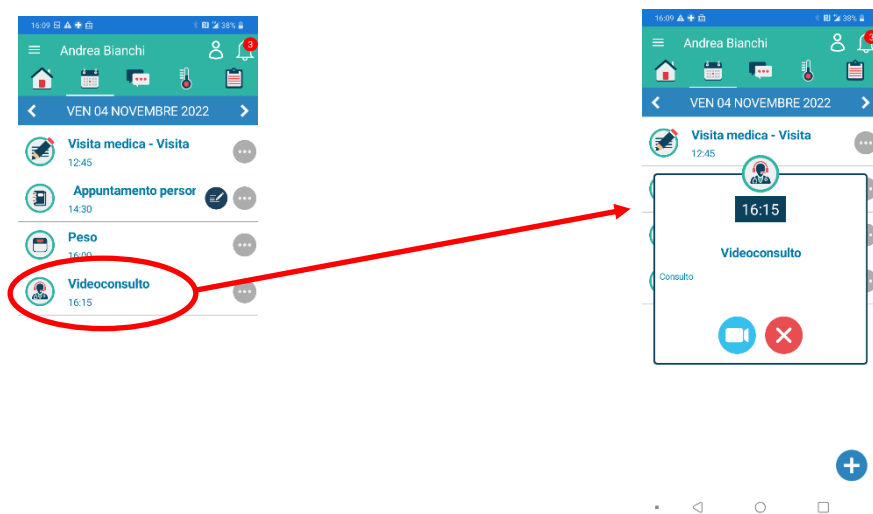 16:09
38%
Andrea Bianchi
3
VEN 04 NOVEMBRE 2022
Visita medica - Visita
12:45
Appuntamento persor
14:30
Peso
16:00
Videoconsulto
16:15
16:09
38%
Andrea Bianchi
3
VEN 04 NOVEMBRE 2022
Visita medica - Visita
12:45
16:15
Videoconsulto
Consulto